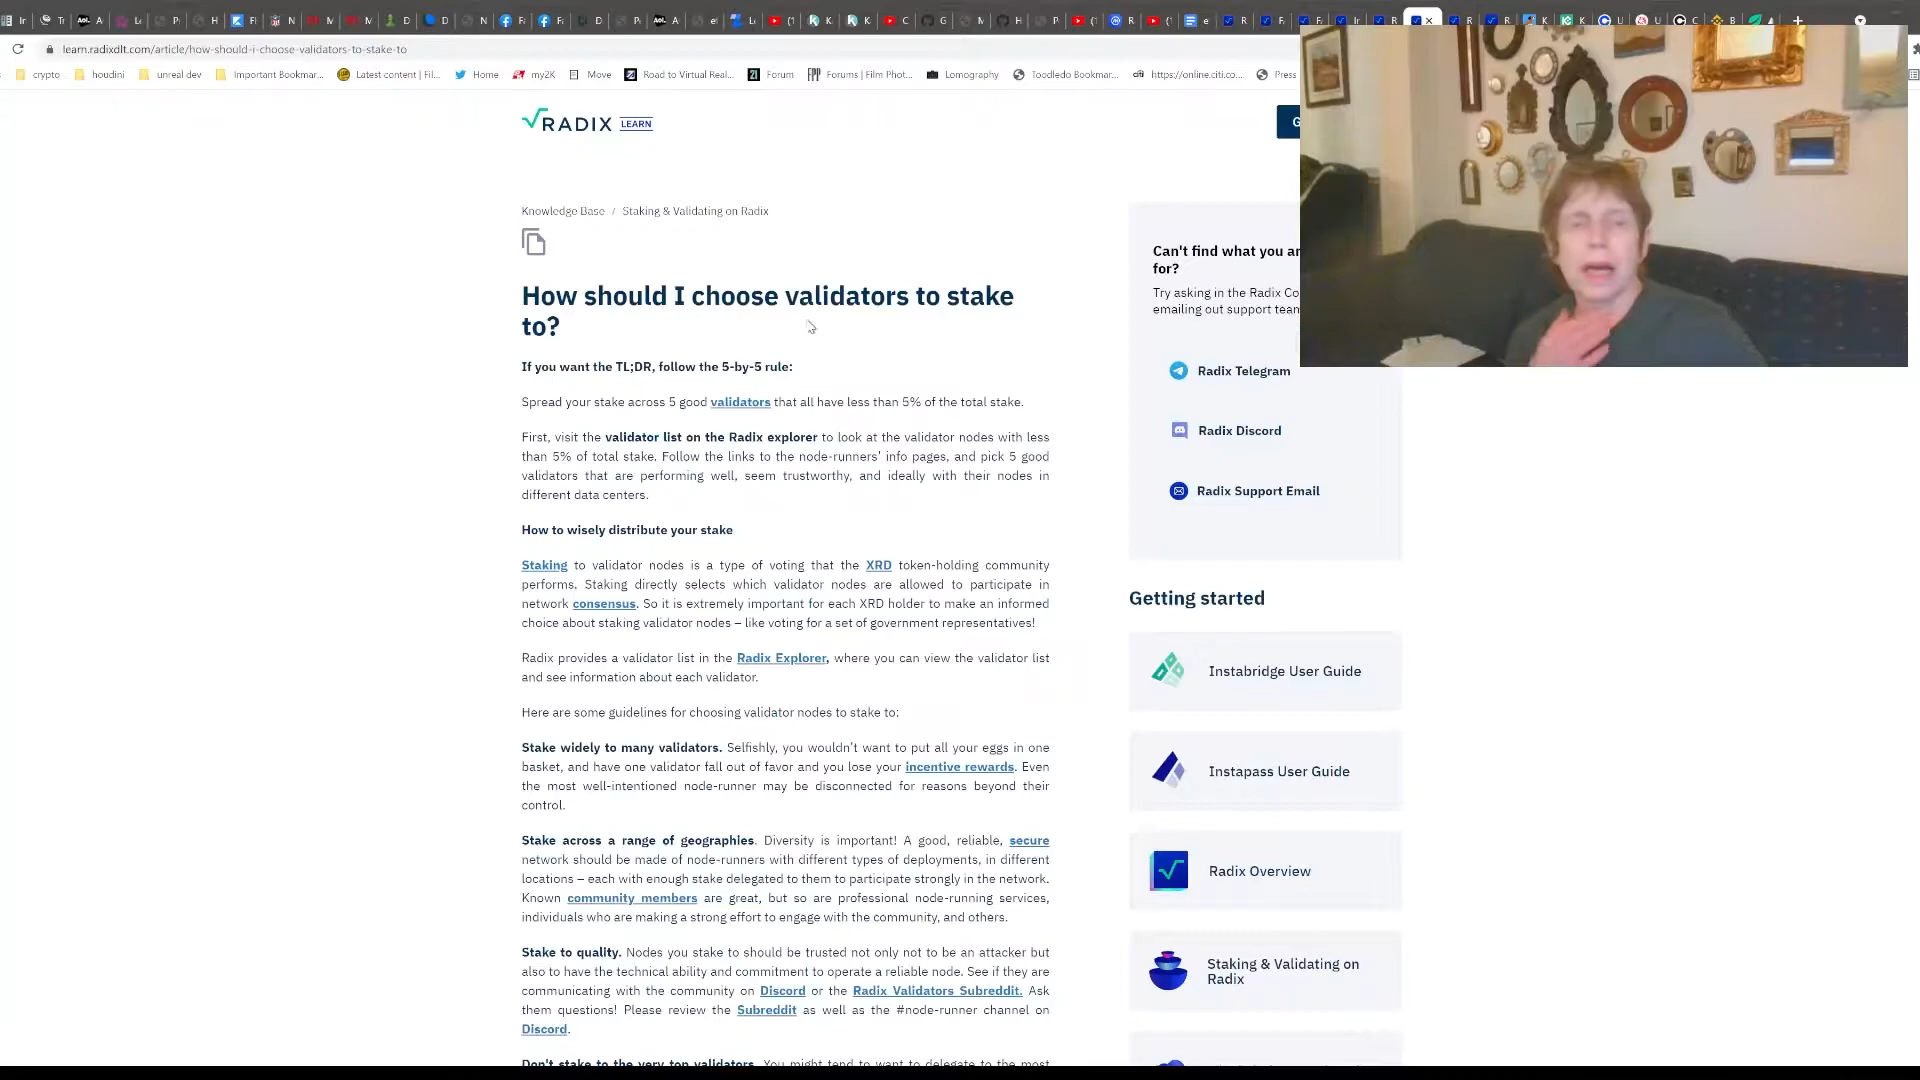 learn.radixdlt.com/article/how-should-i-choose-validators-to-stake-to
crypto
houdini
unreal dev
Important Bookmar...
Latest content | Fil...
Home
my2K
Move
Road to Virtual Real...
Forum
Forums | Film Phot...
Lomography
Toodledo Bookmar...
https://online.citi.co...
Press
RADIX LEARN
Knowledge Base / Staking & Validating on Radix
How should I choose validators to stake
to?
If you want the TL;DR, follow the 5-by-5 rule:
Spread your stake across 5 good validators that all have less than 5% of the total stake.
First, visit the validator list on the Radix explorer to look at the validator nodes with less
than 5% of total stake. Follow the links to the node-runners' info pages, and pick 5 good
validators that are performing well, seem trustworthy, and ideally with their nodes in
different data centers.
How to wisely distribute your stake
Staking to validator nodes is a type of voting that the XRD token-holding community
performs. Staking directly selects which validator nodes are allowed to participate in
network consensus. So it is extremely important for each XRD holder to make an informed
choice about staking validator nodes – like voting for a set of government representatives!
Radix provides a validator list in the Radix Explorer, where you can view the validator list
and see information about each validator.
Here are some guidelines for choosing validator nodes to stake to:
Stake widely to many validators. Selfishly, you wouldn't want to put all your eggs in one
basket, and have one validator fall out of favor and you lose your incentive rewards. Even
the most well-intentioned node-runner may be disconnected for reasons beyond their
control.
Stake across a range of geographies. Diversity is important! A good, reliable, secure
network should be made of node-runners with different types of deployments, in different
locations – each with enough stake delegated to them to participate strongly in the network.
Known community members are great, but so are professional node-running services,
individuals who are making a strong effort to engage with the community, and others.
Stake to quality. Nodes you stake to should be trusted not only not to be an attacker but
also to have the technical ability and commitment to operate a reliable node. See if they are
communicating with the community on Discord or the Radix Validators Subreddit. Ask
them questions! Please review the Subreddit as well as the #node-runner channel on
Discord.
Don't stake to the very top validators. You might tend to want to delegate to the most
Can't find what you
for?
Try asking in the Radix
emailing out support
Radix Telegram
Radix Discord
Radix Support Email
Getting started
Instabridge User Guide
Instapass User Guide
Radix Overview
Staking & Validating on
Radix